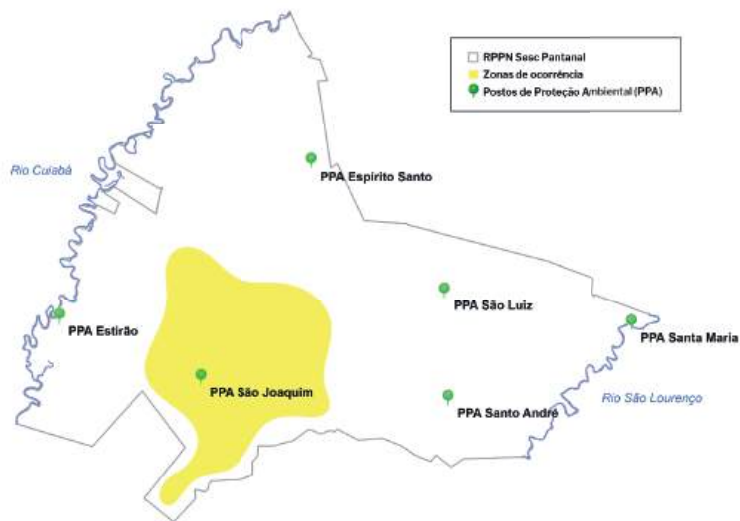 RPPN Sesc Pantanal
Zonas de ocorrência
Postos de Proteção Ambiental (PPA)
Rio Cuiabá
PPA Espírito Santo
PPA São Luiz
PPA Estirão
PPA Santa Maria
PPA São Joaquim
PPA Santo André
Rio São Lourenço